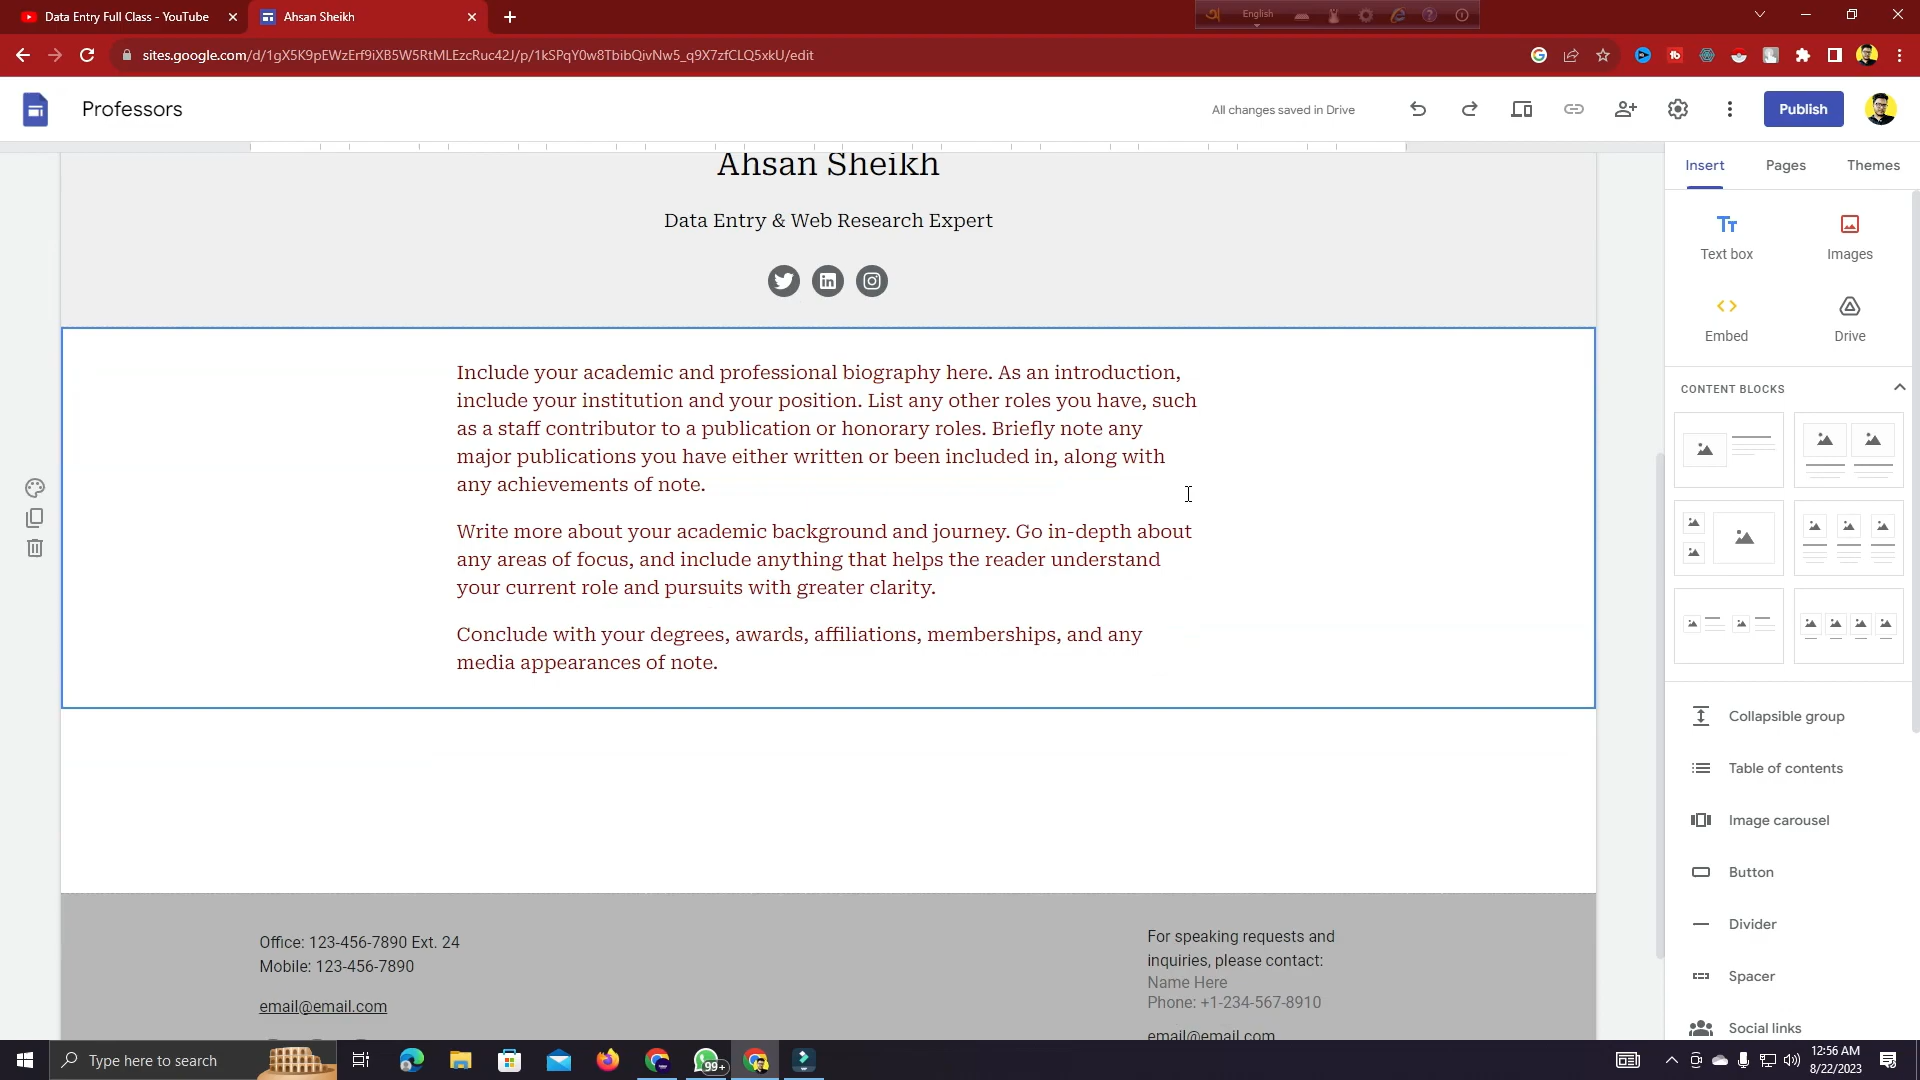 Data Entry Full Class - YouTube
Ahsan Sheikh
English
sites.google.com/d/1gX5K9pEWzErf9iXB5W5RtMLEzcRuc42J/p/1kSPqY0w8TbibQivNw5_q9X7zfCLQ5xkU/edit
Professors
All changes saved in Drive
Publish
Insert
Pages
Themes
Ahsan Sheikh
Data Entry & Web Research Expert
Text box
Images
Embed
Drive
CONTENT BLOCKS
Include your academic and professional biography here. As an introduction,
include your institution and your position. List any other roles you have, such
as a staff contributor to a publication or honorary roles. Briefly note any
major publications you have either written or been included in, along with
any achievements of note.
Write more about your academic background and journey. Go in-depth about
any areas of focus, and include anything that helps the reader understand
your current role and pursuits with greater clarity.
Conclude with your degrees, awards, affiliations, memberships, and any
media appearances of note.
Collapsible group
Table of contents
Image carousel
Button
Divider
Spacer
Social links
Office: 123-456-7890 Ext. 24
Mobile: 123-456-7890
email@email.com
For speaking requests and
inquiries, please contact:
Name Here
Phone: +1-234-567-8910
email@email.com
Type here to search
99+
12:56 AM
8/22/2023